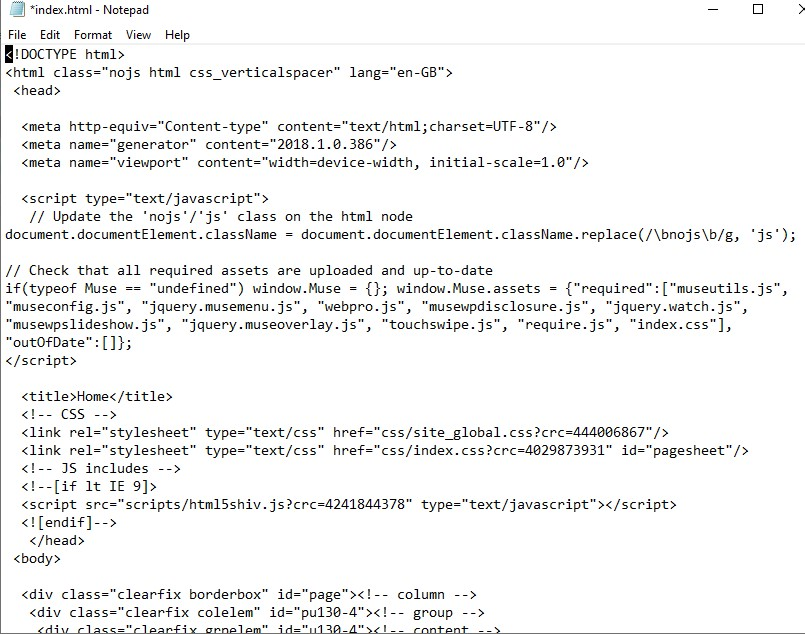 *index.html - Notepad
File Edit Format View Help
<!DOCTYPE html>
<html class="nojs html css_verticalspacer" lang="en-GB">
<head>
<meta http-equiv="Content-type" content="text/html;charset=UTF-8"/>
<meta name="generator" content="2018.1.0.386"/>
<meta name="viewport" content="width=device-width, initial-scale=1.0"/>
<script type="text/javascript">
// Update the 'nojs'/'js' class on the html node
document.documentElement.className = document.documentElement.className.replace(/\bnojs\b/g, 'js');
// Check that all required assets are uploaded and up-to-date
if(typeof Muse == "undefined") window.Muse = {}; window.Muse.assets = {"required":["museutils.js",
"museconfig.js", "jquery.musemenu.js", "webpro.js", "musewpdisclosure.js", "jquery.watch.js",
"musewpslideshow.js", "jquery.museoverlay.js", "touchswipe.js", "require.js", "index.css"],
"outOfDate":[]};
</script>
<title>Home</title>
<!-- CSS -->
<link rel="stylesheet" type="text/css" href="css/site_global.css?crc=444006867"/>
<link rel="stylesheet" type="text/css" href="css/index.css?crc=4029873931" id="pagesheet"/>
<!-- JS includes -->
<!--[if lt IE 9]>
<script src="scripts/html5shiv.js?crc=4241844378" type="text/javascript"></script>
<![endif]-->
</head>
<body>
<div class="clearfix borderbox" id="page"><!-- column -->
<div class="clearfix colelem" id="pu130-4"><!-- group -->
<div class="clearfix grpelem" id="u130-4"><!-- content -->